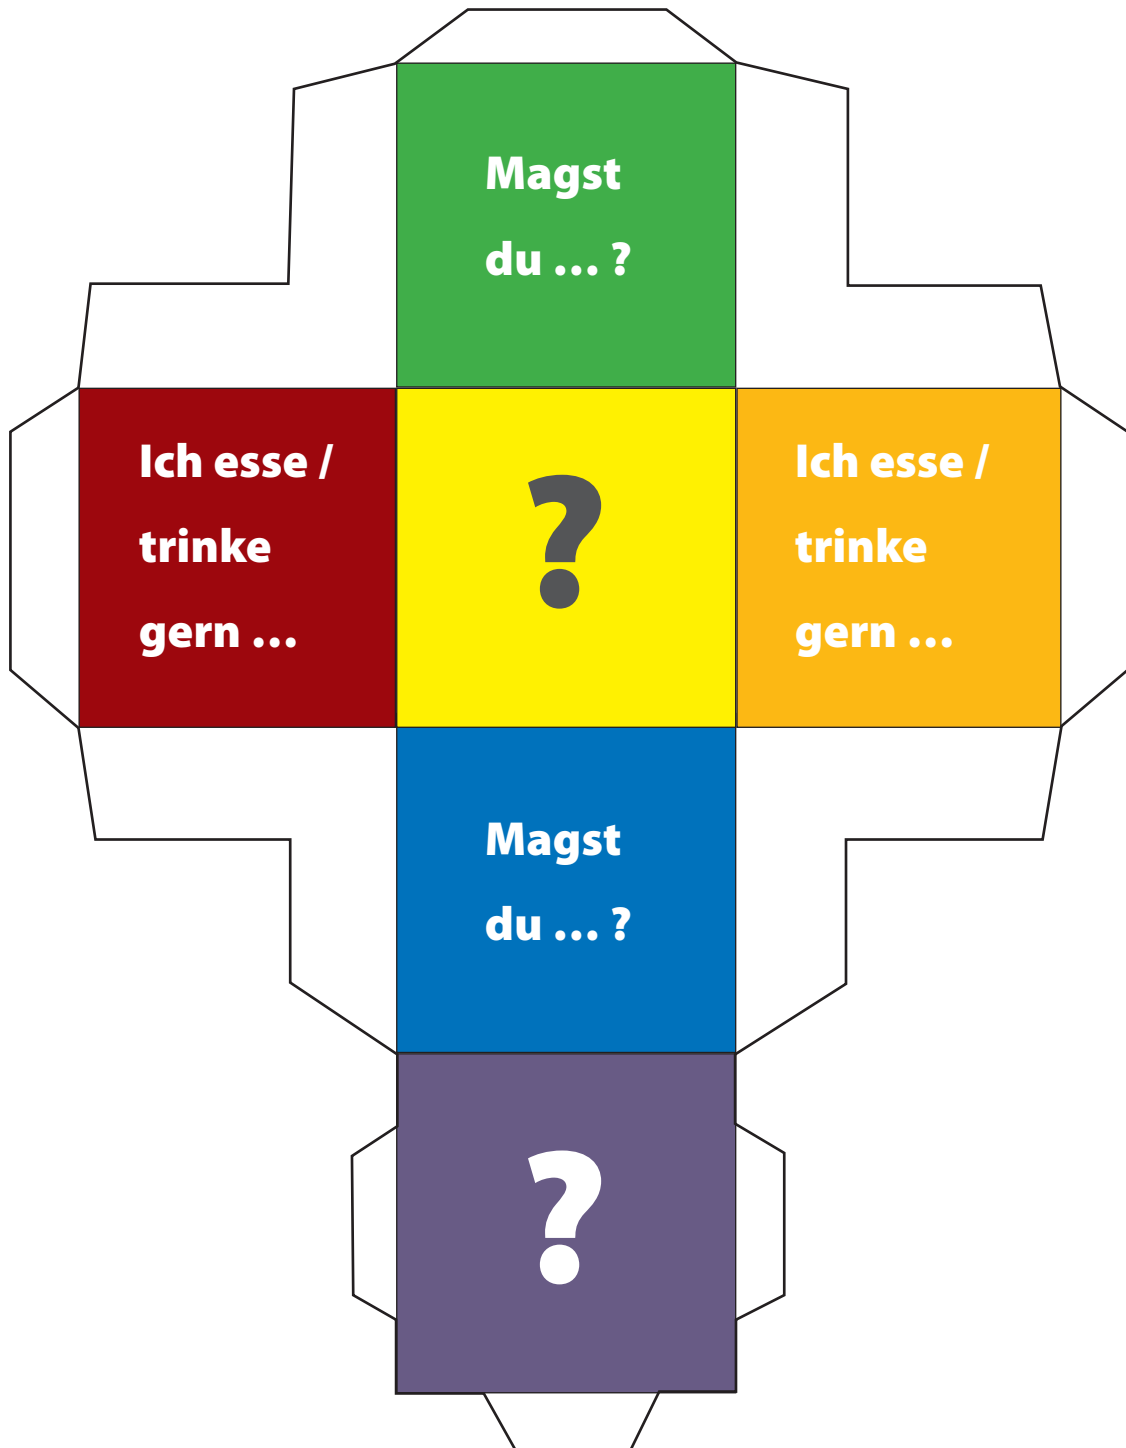 Magst
du ... ?
Ich esse /
trinke
gern ...
?
Ich esse /
trinke
gern ...
Magst
du ... ?
?